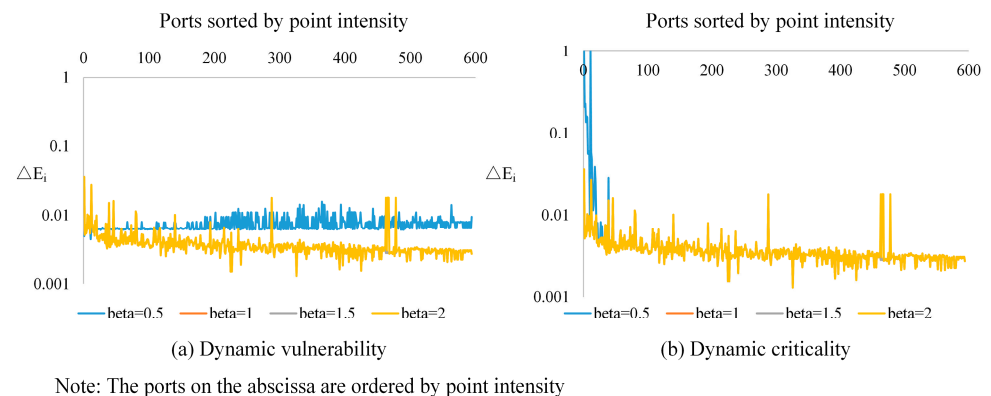 Ports sorted by point intensity
0 100 200 300 400 500 600
1
0.1
△Ei
0.01
0.001
beta=0.5 beta=1 beta=1.5 beta=2
(a) Dynamic vulnerability
Ports sorted by point intensity
1
0 100 200 300 400 500 600
0.1
△Ei
0.01
0.001
beta=0.5 beta=1 beta=1.5 beta=2
(b) Dynamic criticality
Note: The ports on the abscissa are ordered by point intensity